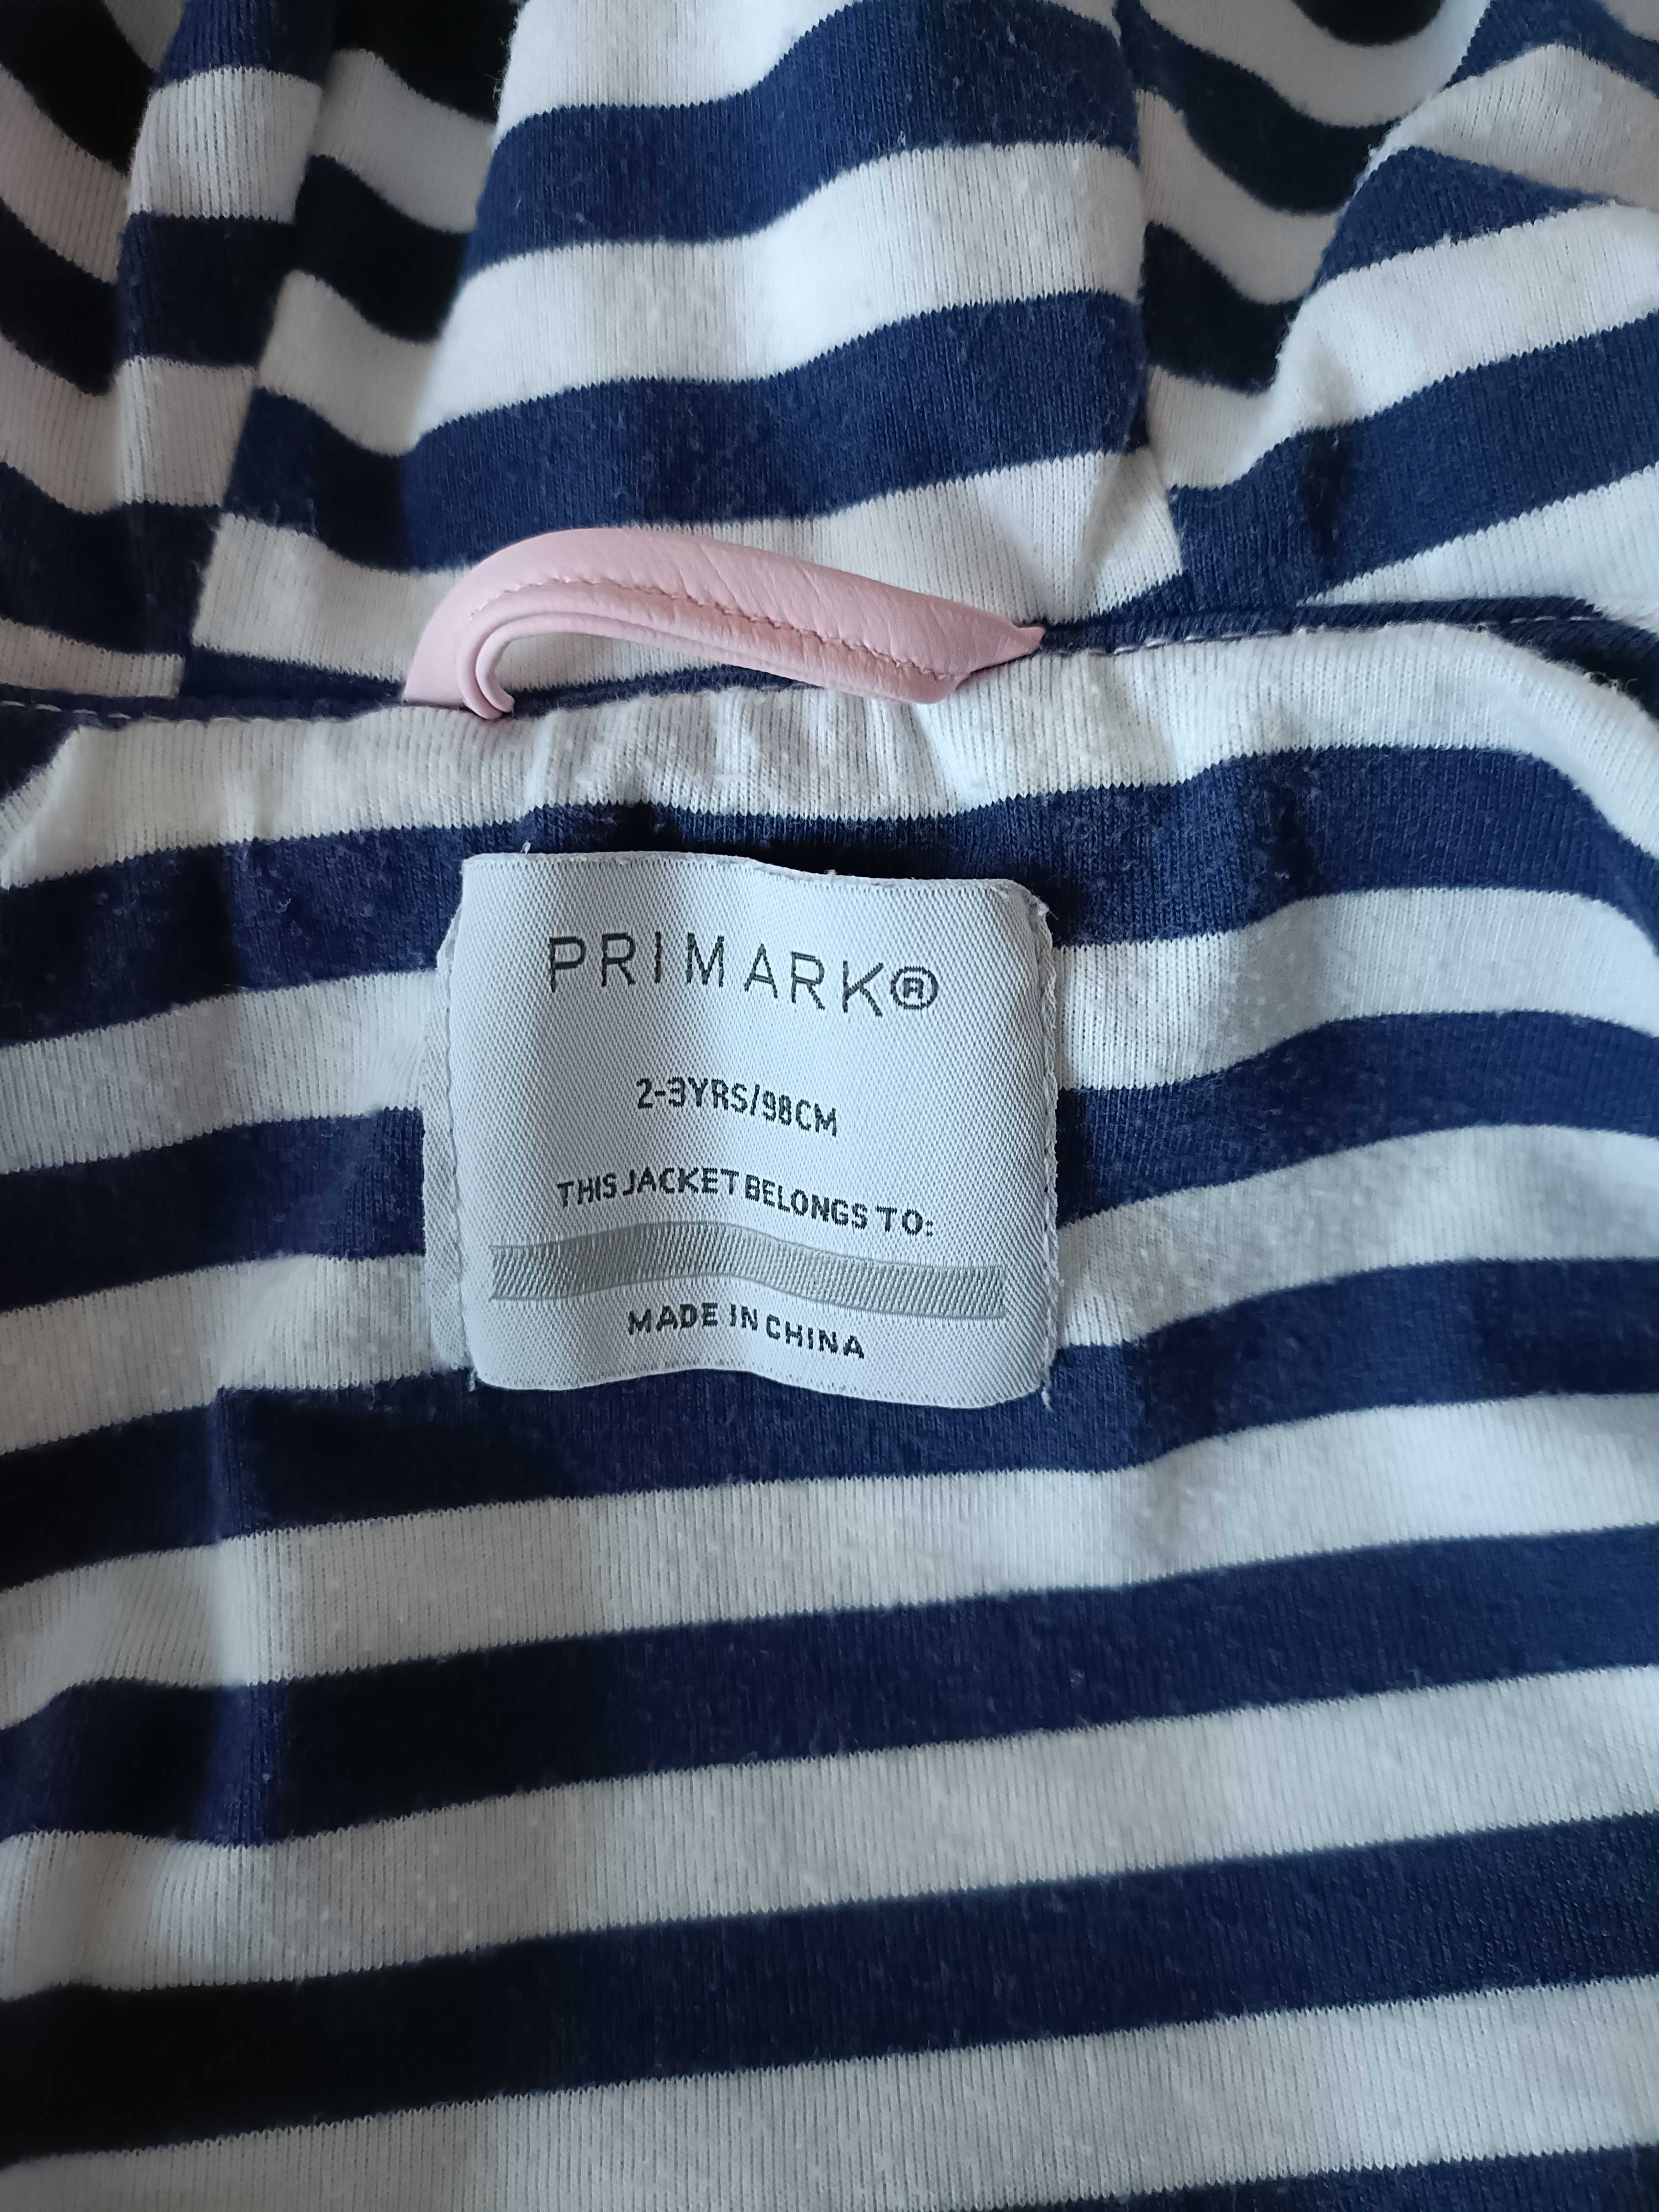 PRIMARK®
2-3YRS/98CM
THIS JACKET BELONGS TO:
MADE IN CHINA